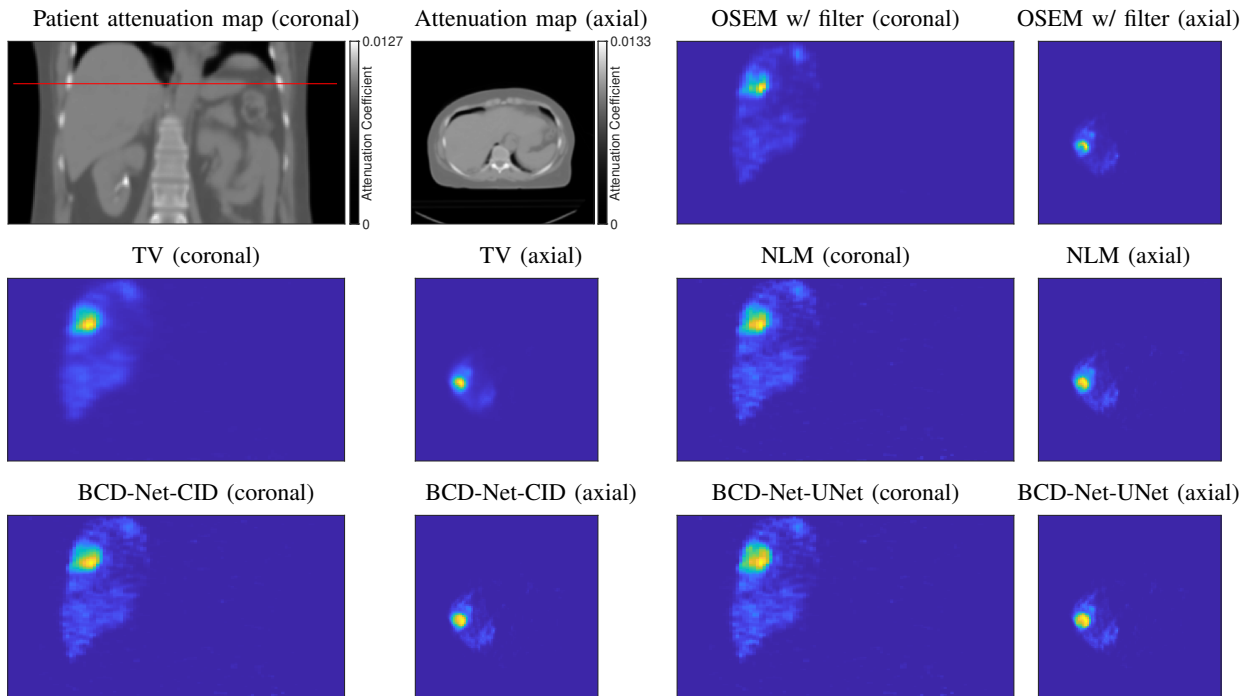 Patient attenuation map (coronal)
Attenuation map (axial)
OSEM w/ filter (coronal)
OSEM w/ filter (axial)
0.0127
Attenuation Coefficient
0
0.0133
Attenuation Coefficient
0
TV (coronal)
TV (axial)
NLM (coronal)
NLM (axial)
BCD-Net-CID (coronal)
BCD-Net-CID (axial)
BCD-Net-UNet (coronal)
BCD-Net-UNet (axial)